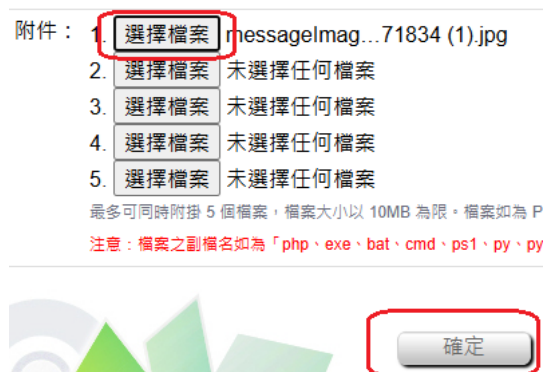 附件： 1. 選擇檔案 messageImag…71834 (1).jpg
2. 選擇檔案 未選擇任何檔案
3. 選擇檔案 未選擇任何檔案
4. 選擇檔案 未選擇任何檔案
5. 選擇檔案 未選擇任何檔案
最多可同時附掛 5 個檔案，檔案大小以 10MB 為限。檔案如為 P
注意：檔案之副檔名如為「php、exe、bat、cmd、ps1、py、py
確定